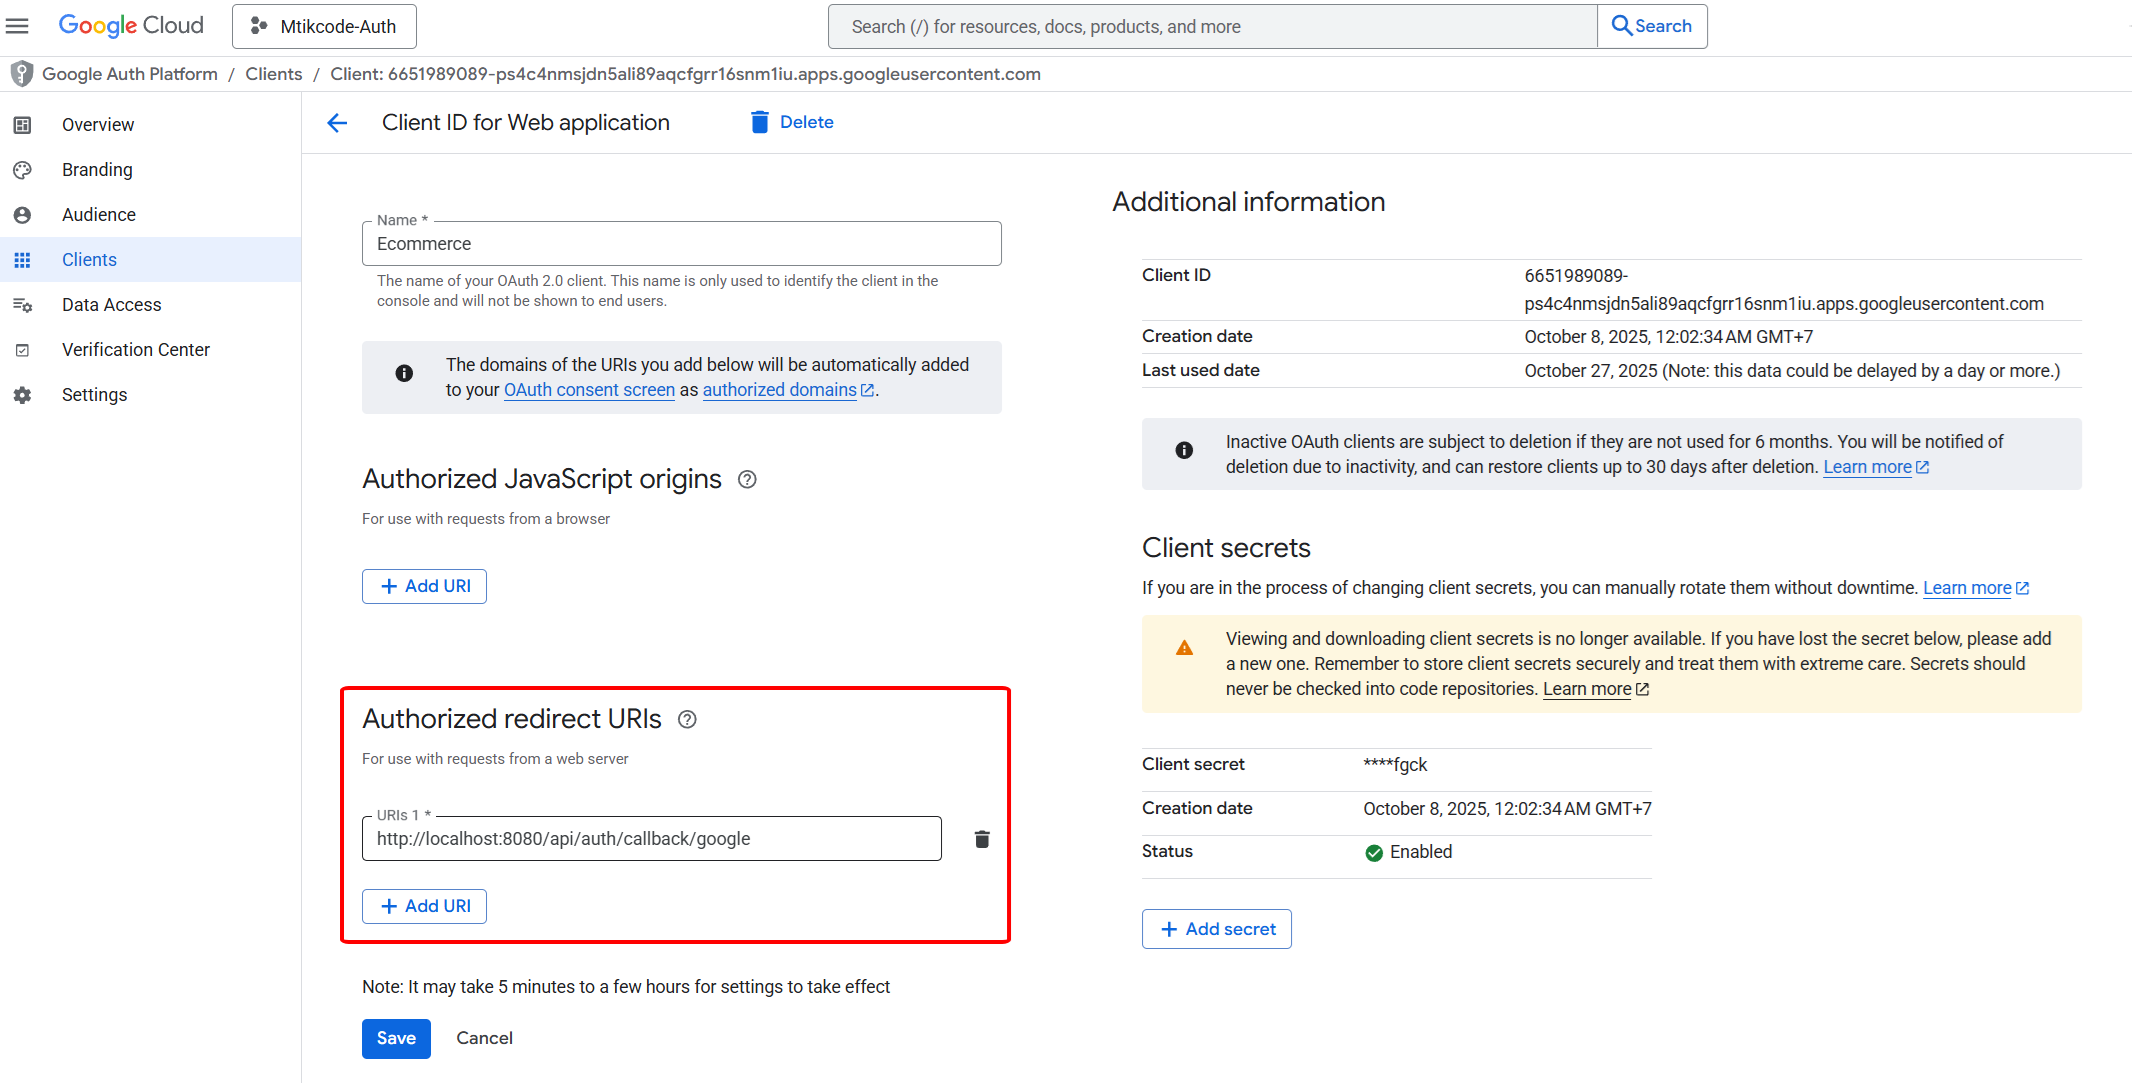 Google Cloud
Mtikcode-Auth
Search (/) for resources, docs, products, and more
Search
Google Auth Platform / Clients / Client: 6651989089-ps4c4nmsjdn5ali89aqcfgrr16snm1iu.apps.googleusercontent.com
Overview
Branding
Audience
Clients
Data Access
Verification Center
Settings
Client ID for Web application
Delete
Name *
Ecommerce
The name of your OAuth 2.0 client. This name is only used to identify the client in the
console and will not be shown to end users.
The domains of the URIs you add below will be automatically added
to your OAuth consent screen as authorized domains.
Authorized JavaScript origins
For use with requests from a browser
+ Add URI
Authorized redirect URIs
For use with requests from a web server
URIs 1 *
http://localhost:8080/api/auth/callback/google
+ Add URI
Note: It may take 5 minutes to a few hours for settings to take effect
Save
Cancel
Additional information
Client ID
6651989089-
ps4c4nmsjdn5ali89aqcfgrr16snm1iu.apps.googleusercontent.com
Creation date
October 8, 2025, 12:02:34 AM GMT+7
Last used date
October 27, 2025 (Note: this data could be delayed by a day or more.)
Inactive OAuth clients are subject to deletion if they are not used for 6 months. You will be notified of
deletion due to inactivity, and can restore clients up to 30 days after deletion. Learn more
Client secrets
If you are in the process of changing client secrets, you can manually rotate them without downtime. Learn more
Viewing and downloading client secrets is no longer available. If you have lost the secret below, please add
a new one. Remember to store client secrets securely and treat them with extreme care. Secrets should
never be checked into code repositories. Learn more
Client secret
****fgck
Creation date
October 8, 2025, 12:02:34 AM GMT+7
Status
Enabled
+ Add secret